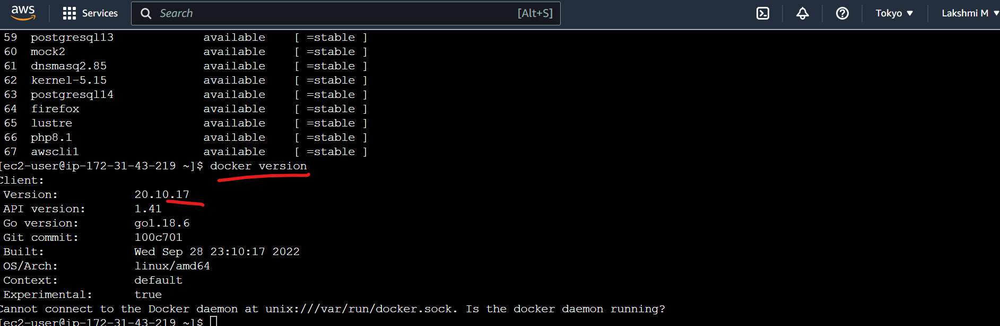 aws Services Search [Alt+S] Tokyo Lakshmi M
59 postgresql13 available [ =stable ]
60 mock2 available [ =stable ]
61 dnsmasq2.85 available [ =stable ]
62 kernel-5.15 available [ =stable ]
63 postgresql14 available [ =stable ]
64 firefox available [ =stable ]
65 lustre available [ =stable ]
66 php8.1 available [ =stable ]
67 awscli1 available [ =stable ]
[ec2-user@ip-172-31-43-219 ~]$ docker version
Client:
Version: 20.10.17
API version: 1.41
Go version: go1.18.6
Git commit: 100c701
Built: Wed Sep 28 23:10:17 2022
OS/Arch: linux/amd64
Context: default
Experimental: true
Cannot connect to the Docker daemon at unix:///var/run/docker.sock. Is the docker daemon running?
[ec2-user@ip-172-31-43-219 ~]$